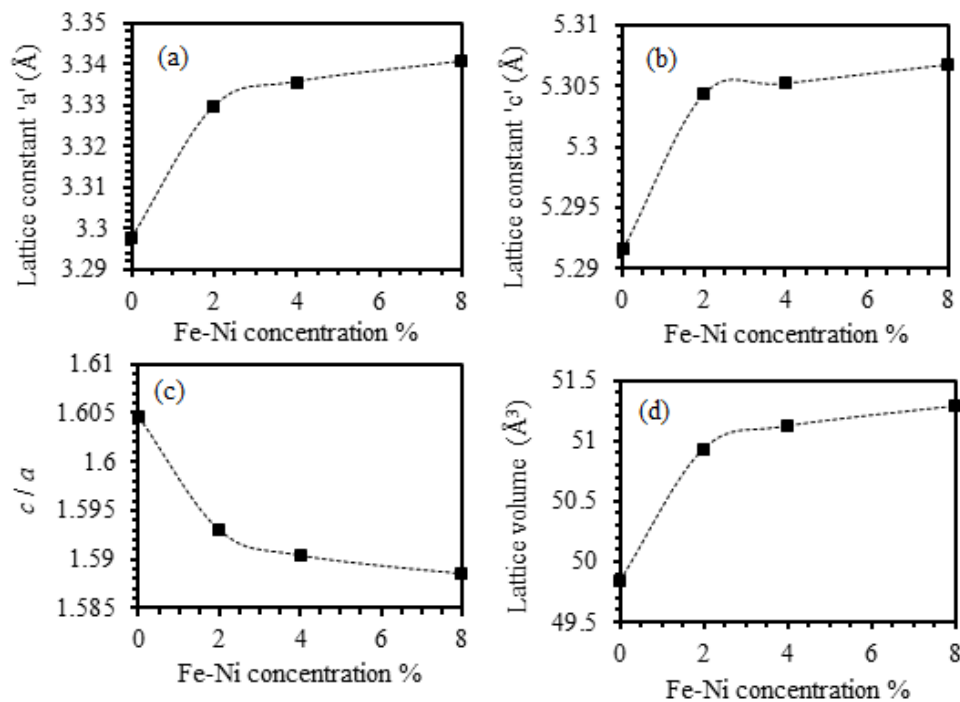 (a)
Lattice constant 'a' (Å)
3.35
3.34
3.33
3.32
3.31
3.3
3.29
0 2 4 6 8
Fe-Ni concentration %
(b)
Lattice constant 'c' (Å)
5.31
5.305
5.3
5.295
5.29
0 2 4 6 8
Fe-Ni concentration %
(c)
c / a
1.61
1.605
1.6
1.595
1.59
1.585
0 2 4 6 8
Fe-Ni concentration %
(d)
Lattice volume (Å³)
51.5
51
50.5
50
49.5
0 2 4 6 8
Fe-Ni concentration %